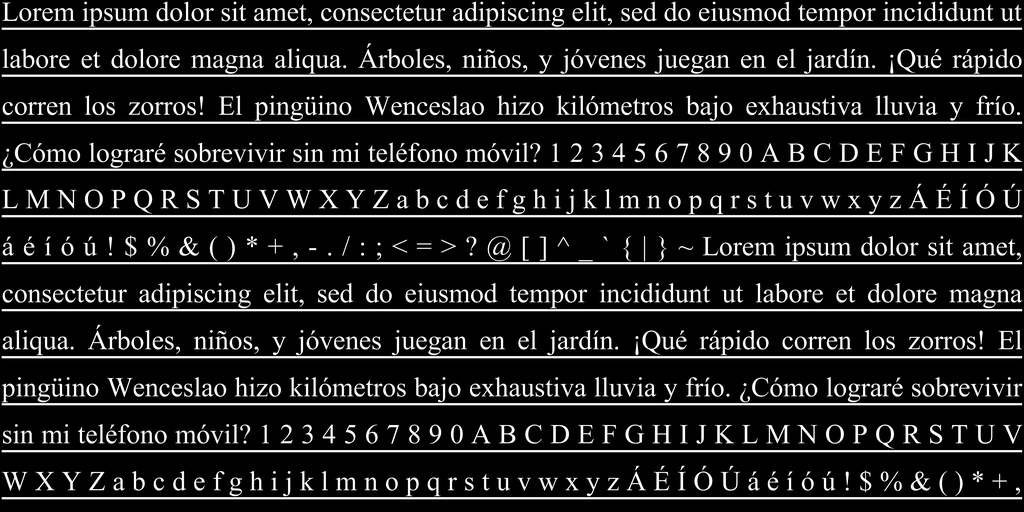 Lorem ipsum dolor sit amet, consectetur adipiscing elit, sed do eiusmod tempor incididunt ut
labore et dolore magna aliqua. Árboles, niños, y jóvenes juegan en el jardín. ¡Qué rápido
corren los zorros! El pingüino Wenceslao hizo kilómetros bajo exhaustiva lluvia y frío.
¿Cómo lograré sobrevivir sin mi teléfono móvil? 1 2 3 4 5 6 7 8 9 0 A B C D E F G H I J K
L M N O P Q R S T U V W X Y Z a b c d e f g h i j k l m n o p q r s t u v w x y z Á É Í Ó Ú
á é í ó ú ! $ % & ( ) * + , - . / : ; < = > ? @ [ ] ^ _ ` { | } ~ Lorem ipsum dolor sit amet,
consectetur adipiscing elit, sed do eiusmod tempor incididunt ut labore et dolore magna
aliqua. Árboles, niños, y jóvenes juegan en el jardín. ¡Qué rápido corren los zorros! El
pingüino Wenceslao hizo kilómetros bajo exhaustiva lluvia y frío. ¿Cómo lograré sobrevivir
sin mi teléfono móvil? 1 2 3 4 5 6 7 8 9 0 A B C D E F G H I J K L M N O P Q R S T U V
W X Y Z a b c d e f g h i j k l m n o p q r s t u v w x y z Á É Í Ó Ú á é í ó ú ! $ % & ( ) * + ,